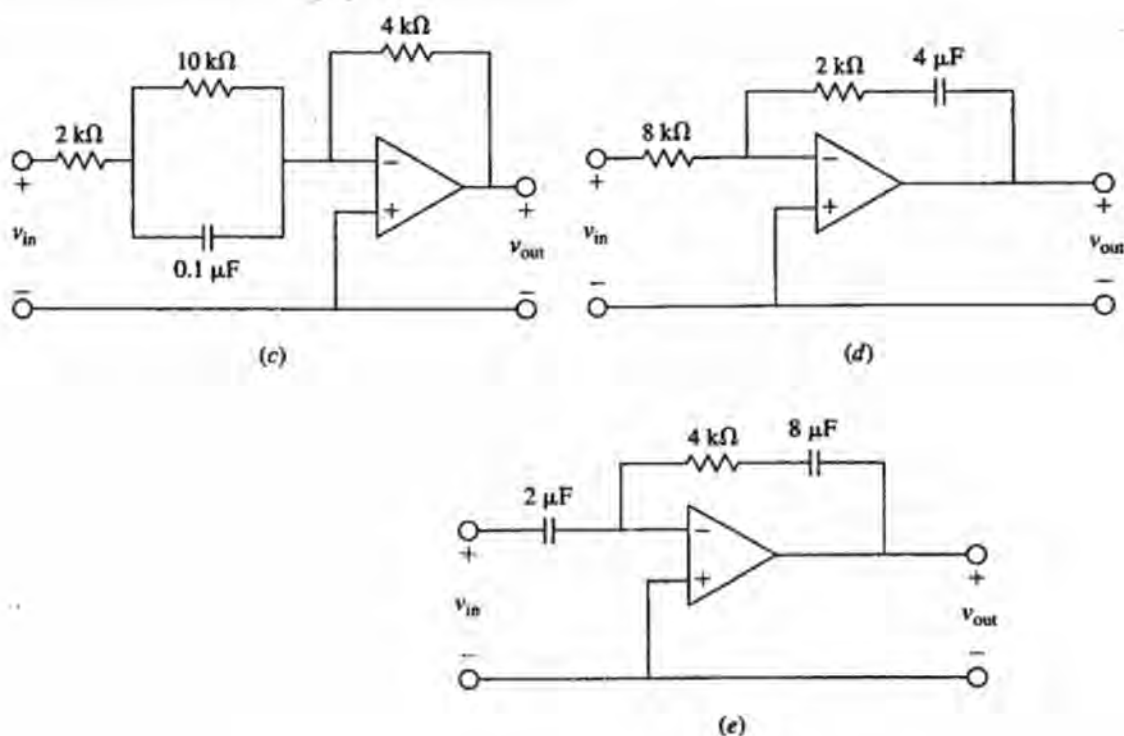 4 kΩ
10 kΩ
2 kΩ
−
+
+
+
v_in
v_out
0.1 μF
−
−
(c)
2 kΩ 4 μF
8 kΩ
−
+
+
+
v_in
v_out
−
−
(d)
4 kΩ 8 μF
2 μF
−
+
+
+
v_in
v_out
−
−
(e)